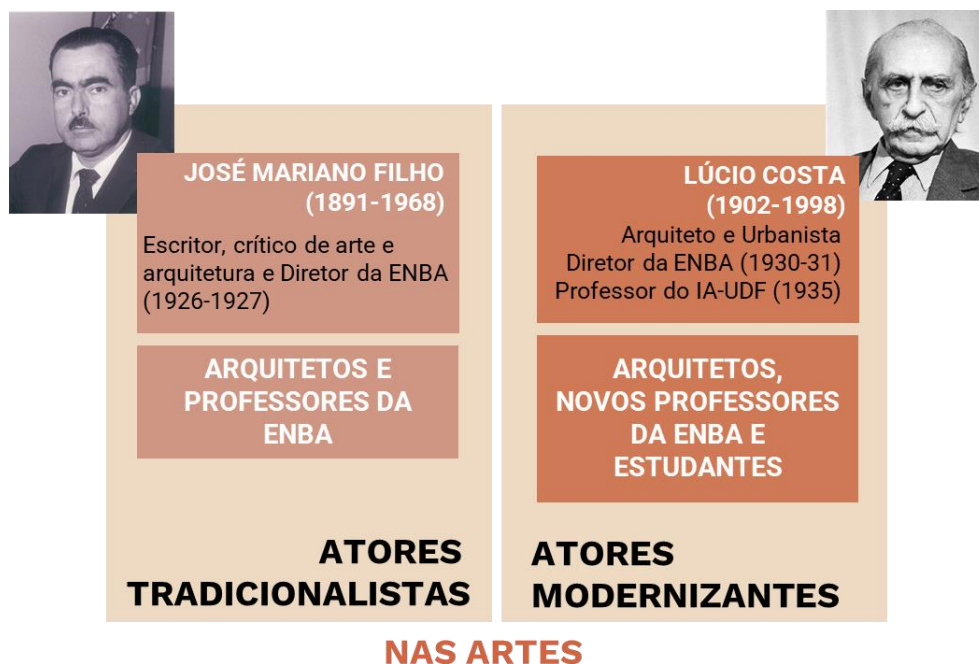 JOSÉ MARIANO FILHO
(1891-1968)
Escritor, crítico de arte e
arquitetura e Diretor da ENBA
(1926-1927)
ARQUITETOS E
PROFESSORES DA
ENBA
ATORES
TRADICIONALISTAS
LÚCIO COSTA
(1902-1998)
Arquiteto e Urbanista
Diretor da ENBA (1930-31)
Professor do IA-UDF (1935)
ARQUITETOS,
NOVOS PROFESSORES
DA ENBA E
ESTUDANTES
ATORES
MODERNIZANTES
NAS ARTES